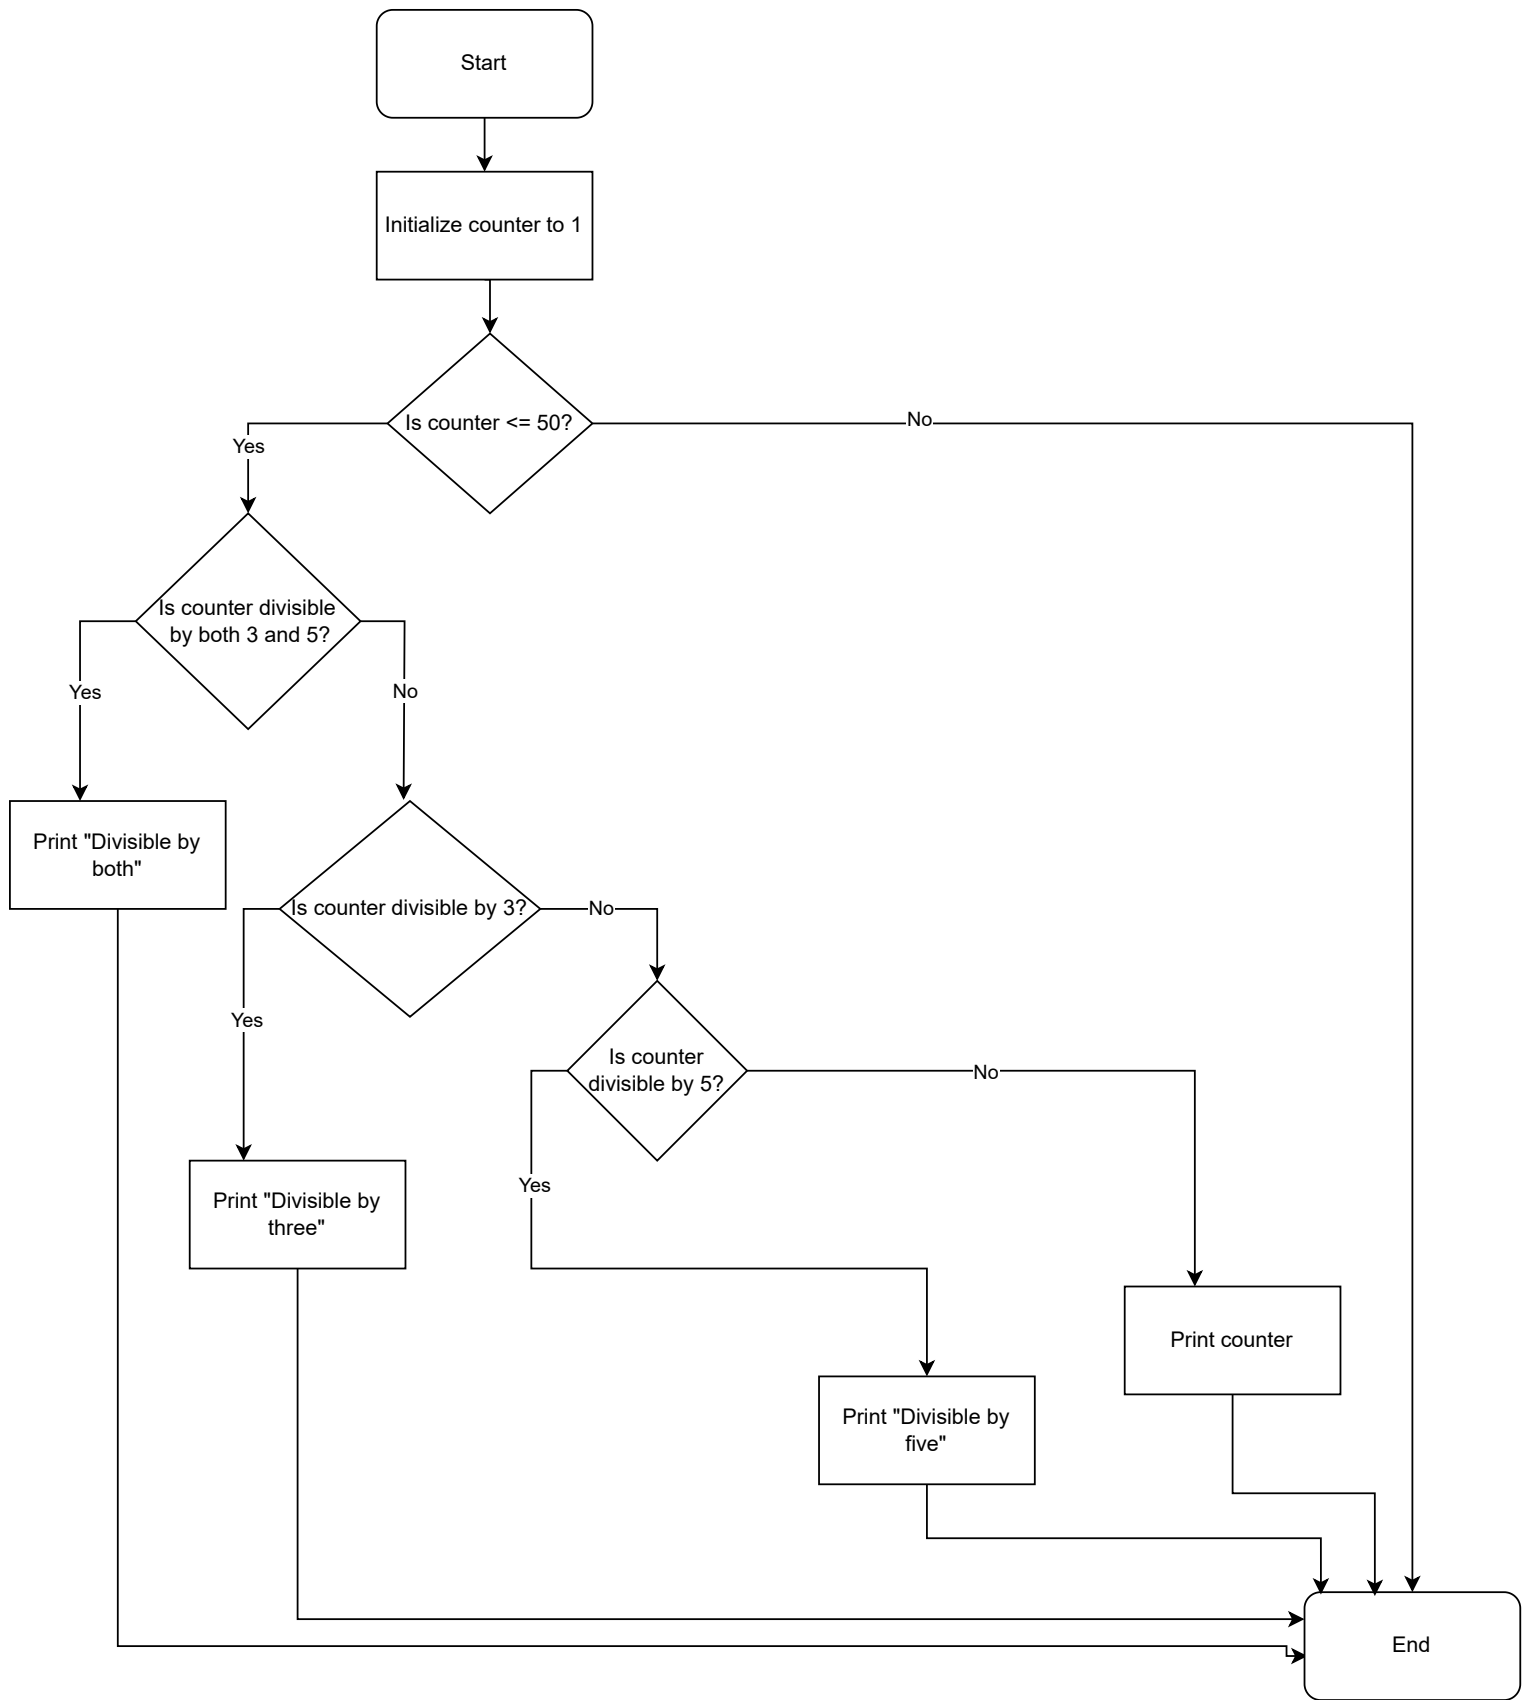 Start
Initialize counter to 1
Is counter <= 50?
No
Yes
Is counter divisible
by both 3 and 5?
Yes
No
Print "Divisible by
both"
Is counter divisible by 3?
No
Yes
Is counter
divisible by 5?
No
Yes
Print "Divisible by
three"
Print counter
Print "Divisible by
five"
End